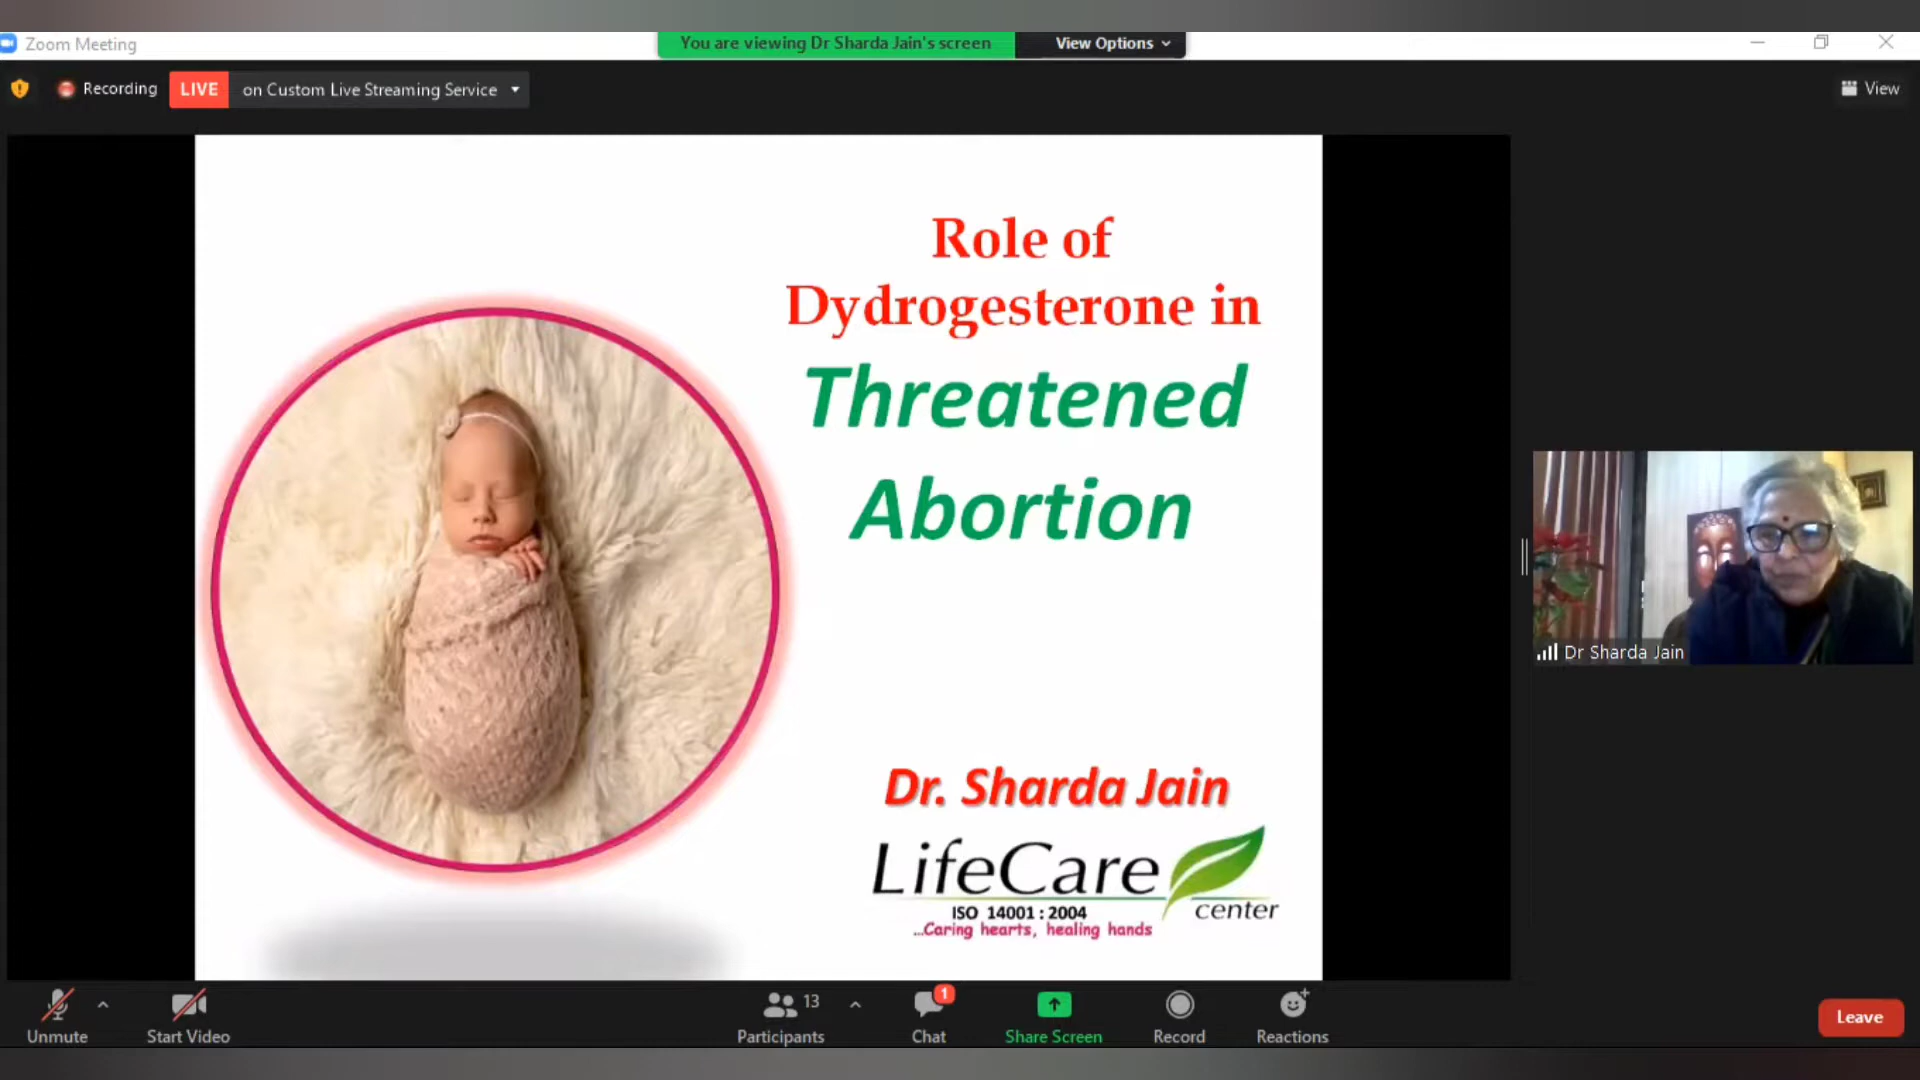 Zoom Meeting
You are viewing Dr Sharda Jain's screen
View Options
Recording
LIVE
on Custom Live Streaming Service
View
Role of
Dydrogesterone in
Threatened
Abortion
Dr. Sharda Jain
LifeCare
center
ISO 14001 : 2004
...Caring hearts, healing hands
Dr Sharda Jain
Unmute
Start Video
13
Participants
1
Chat
Share Screen
Record
Reactions
Leave